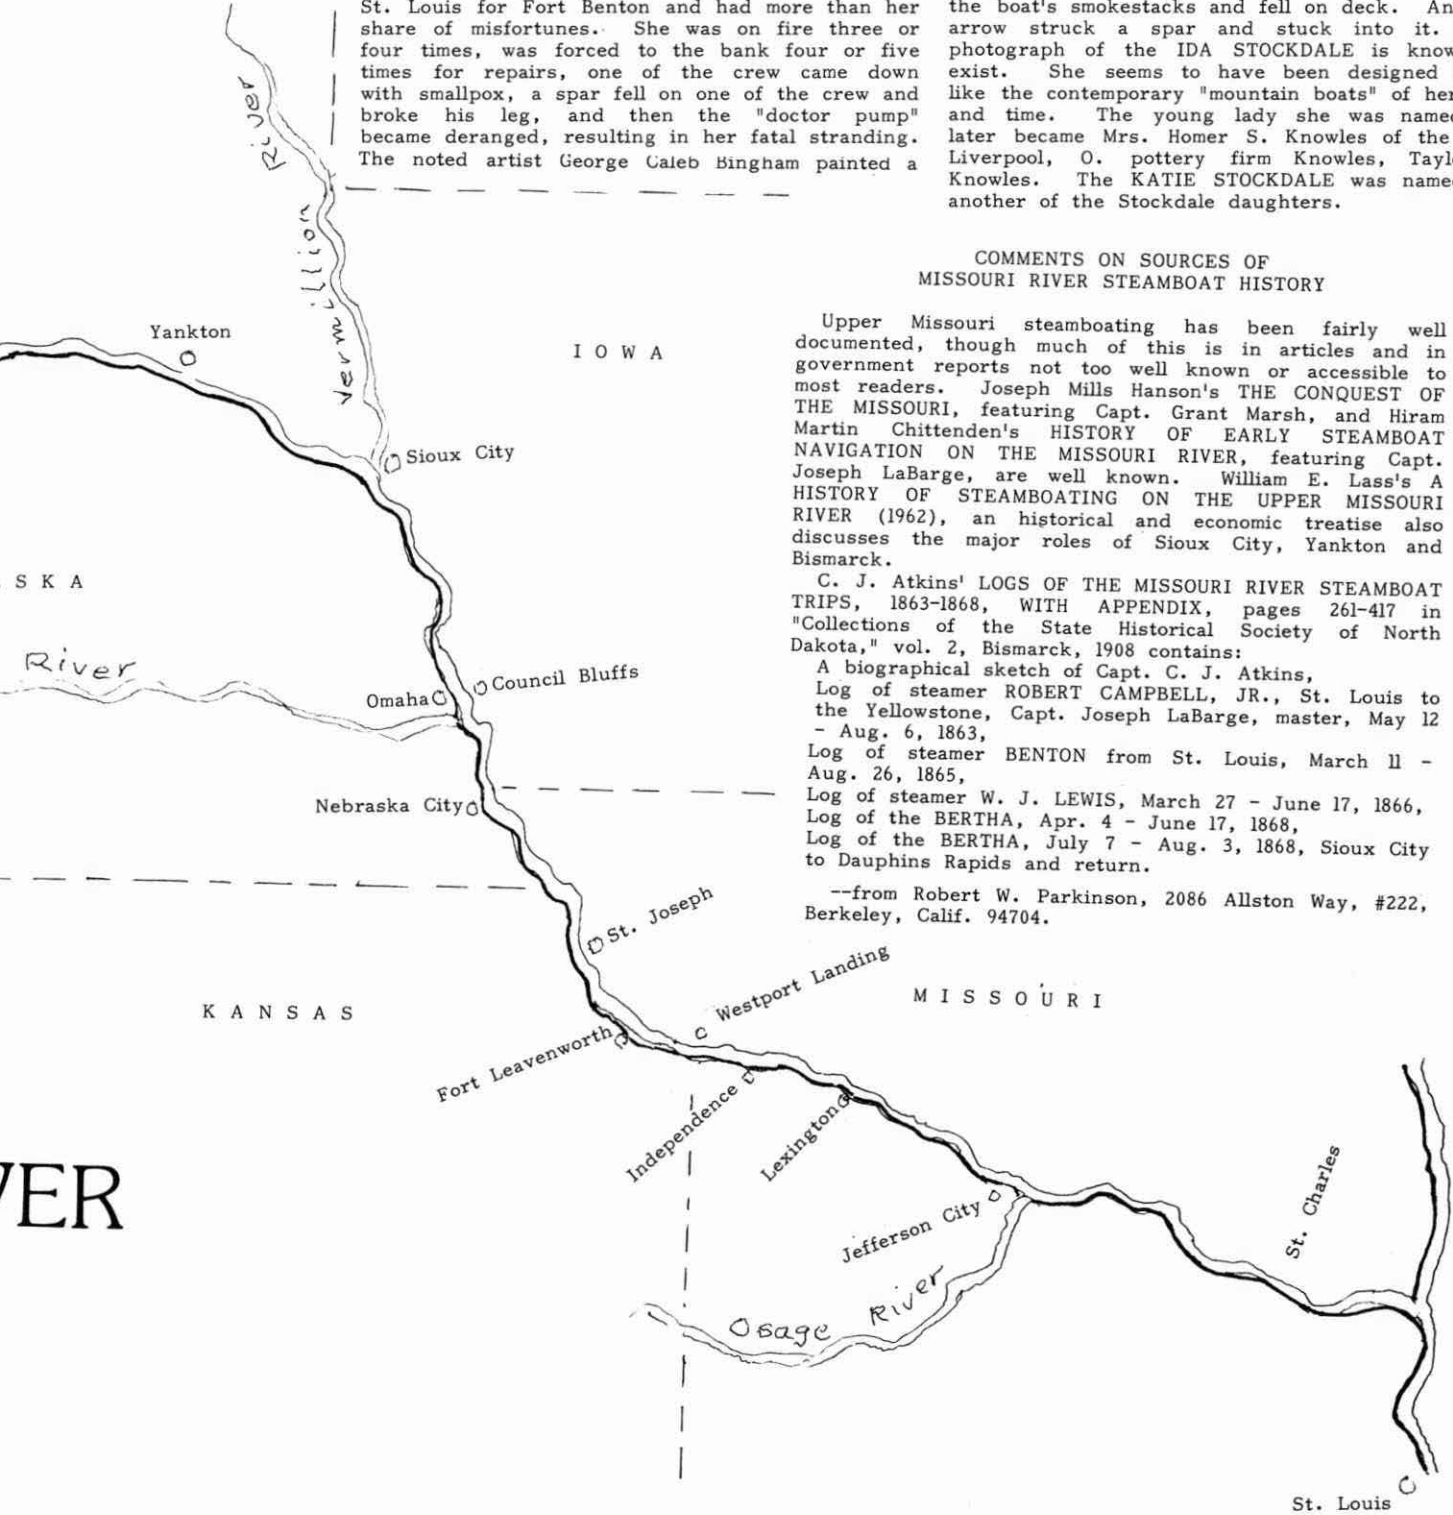 St. Louis for Fort Benton and had more than her
share of misfortunes. She was on fire three or
four times, was forced to the bank four or five
times for repairs, one of the crew came down
with smallpox, a spar fell on one of the crew and
broke his leg, and then the "doctor pump"
became deranged, resulting in her fatal stranding.
The noted artist George Caleb Bingham painted a
the boat's smokestacks and fell on deck. An
arrow struck a spar and stuck into it.
photograph of the IDA STOCKDALE is know
exist. She seems to have been designed
like the contemporary "mountain boats" of her
and time. The young lady she was name
later became Mrs. Homer S. Knowles of the
Liverpool, O. pottery firm Knowles, Tayl
Knowles. The KATIE STOCKDALE was name
another of the Stockdale daughters.
COMMENTS ON SOURCES OF
MISSOURI RIVER STEAMBOAT HISTORY
Upper Missouri steamboating has been fairly well
documented, though much of this is in articles and in
government reports not too well known or accessible to
most readers. Joseph Mills Hanson's THE CONQUEST OF
THE MISSOURI, featuring Capt. Grant Marsh, and Hiram
Martin Chittenden's HISTORY OF EARLY STEAMBOAT
NAVIGATION ON THE MISSOURI RIVER, featuring Capt.
Joseph LaBarge, are well known. William E. Lass's A
HISTORY OF STEAMBOATING ON THE UPPER MISSOURI
RIVER (1962), an historical and economic treatise also
discusses the major roles of Sioux City, Yankton and
Bismarck.
C. J. Atkins' LOGS OF THE MISSOURI RIVER STEAMBOAT
TRIPS, 1863-1868, WITH APPENDIX, pages 261-417 in
"Collections of the State Historical Society of North
Dakota," vol. 2, Bismarck, 1908 contains:
A biographical sketch of Capt. C. J. Atkins,
Log of steamer ROBERT CAMPBELL, JR., St. Louis to
the Yellowstone, Capt. Joseph LaBarge, master, May 12
- Aug. 6, 1863,
Log of steamer BENTON from St. Louis, March 11 -
Aug. 26, 1865,
Log of steamer W. J. LEWIS, March 27 - June 17, 1866,
Log of the BERTHA, Apr. 4 - June 17, 1868,
Log of the BERTHA, July 7 - Aug. 3, 1868, Sioux City
to Dauphins Rapids and return.
--from Robert W. Parkinson, 2086 Allston Way, #222,
Berkeley, Calif. 94704.
Vermillion River
Yankton
IOWA
Sioux City
SKA
River
Omaha
Council Bluffs
Nebraska City
St. Joseph
KANSAS
Westport Landing
MISSOURI
Fort Leavenworth
Independence
Lexington
VER
Jefferson City
St. Charles
Osage River
St. Louis